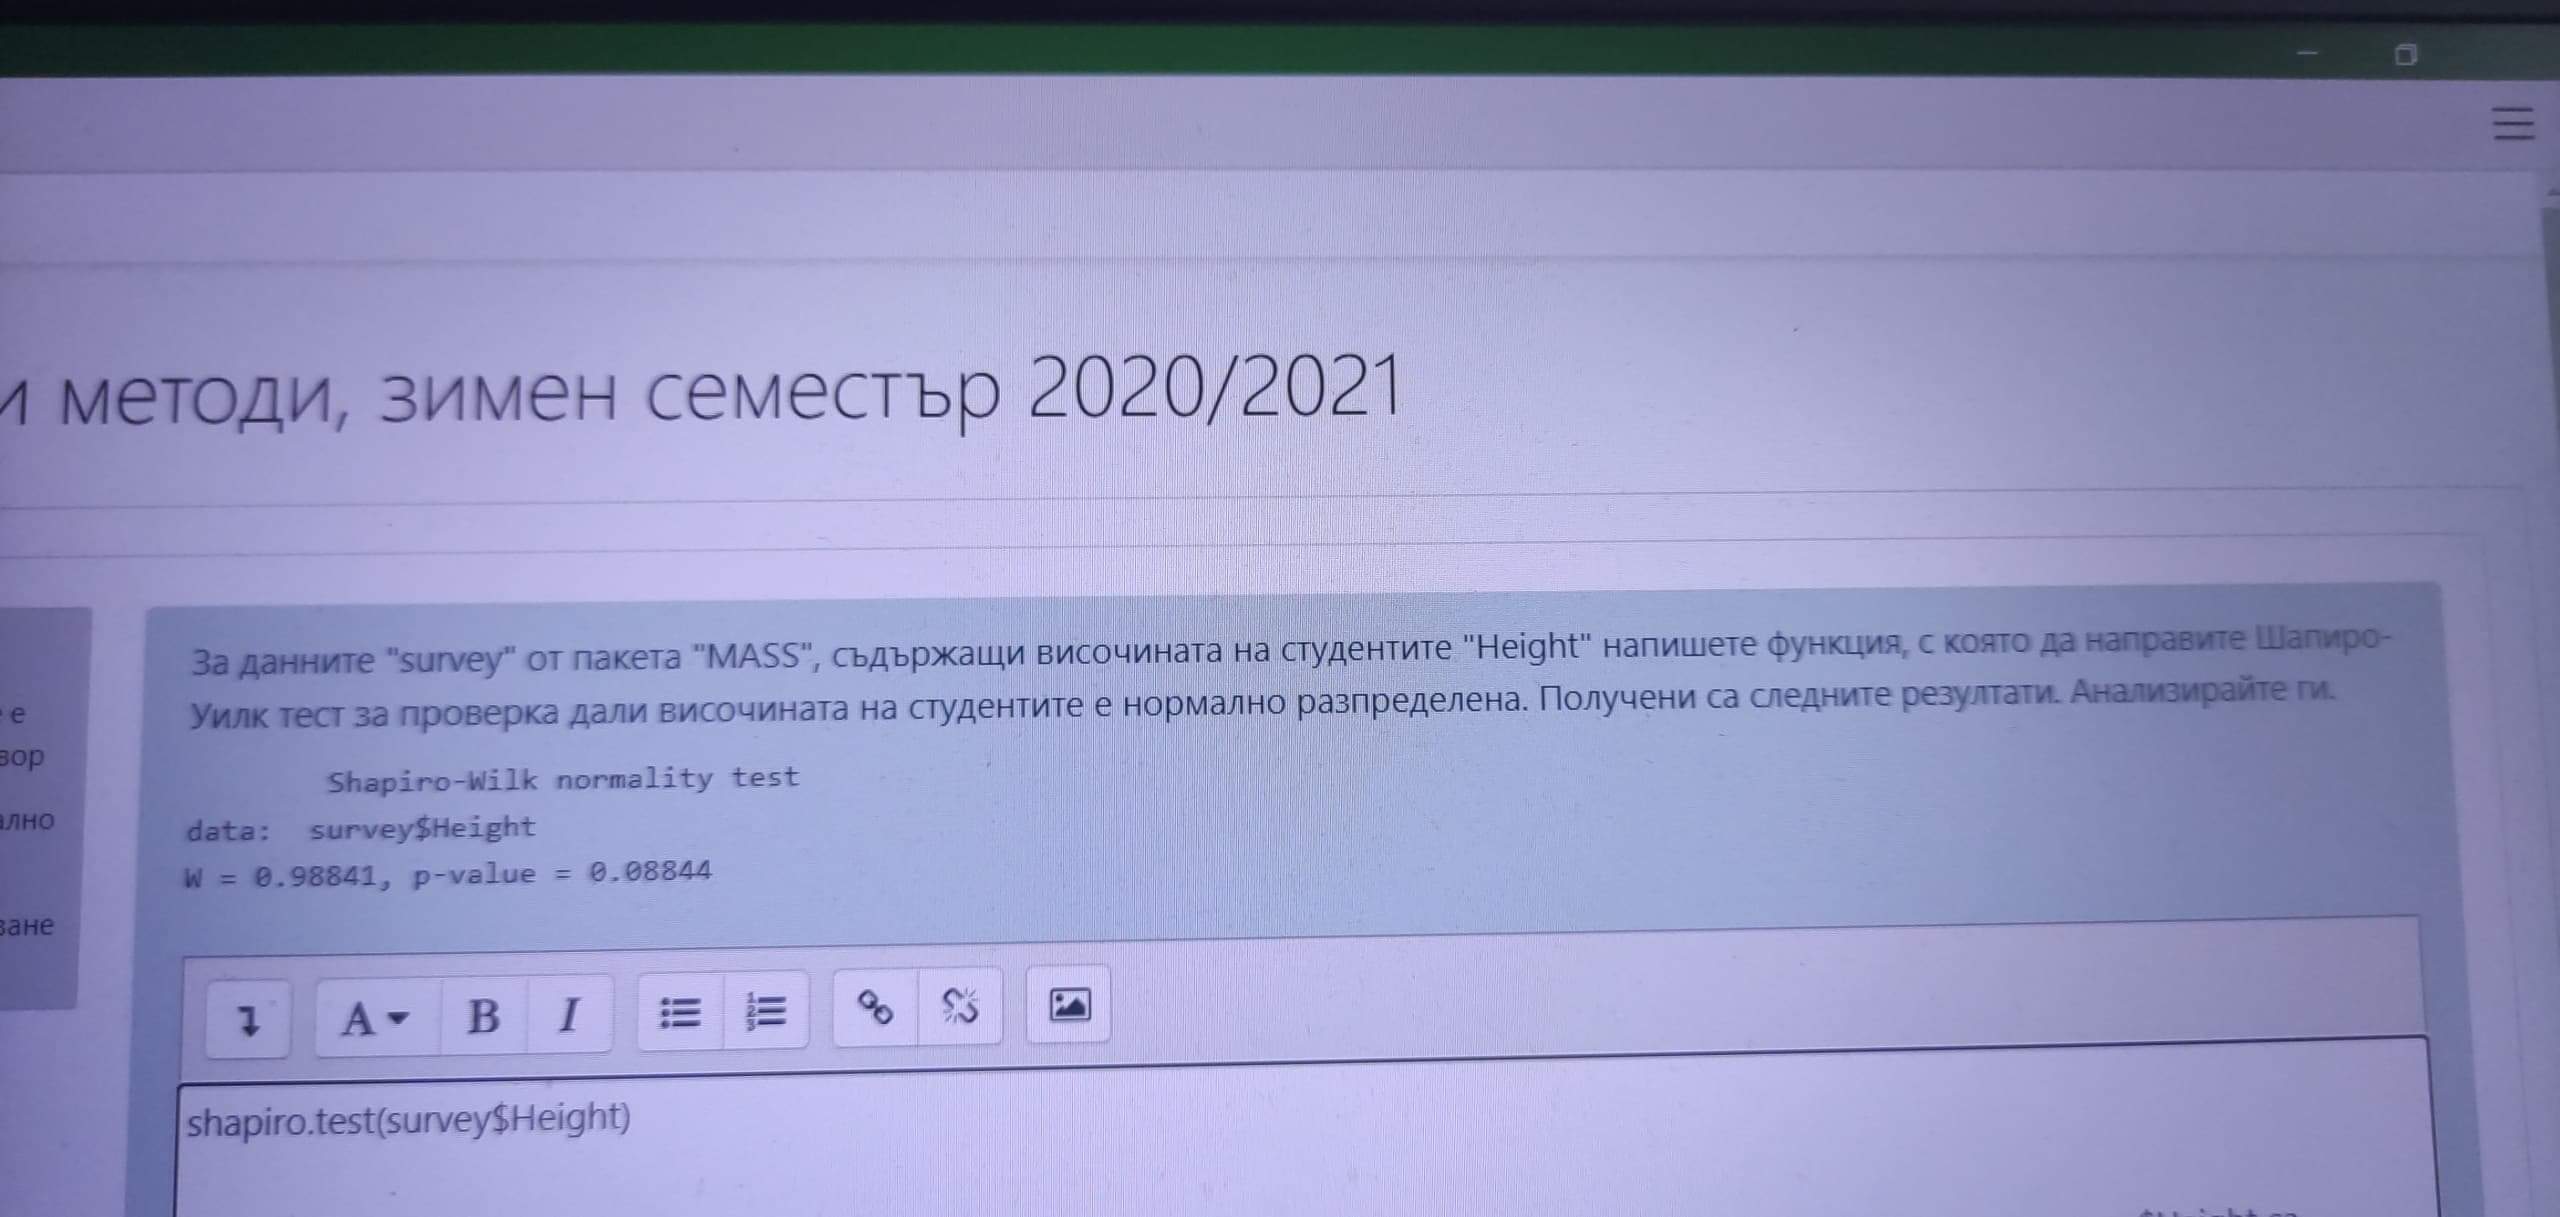 и методи, зимен семестър 2020/2021
За данните "survey" от пакета "MASS", съдържащи височината на студентите "Height" напишете функция, с която да направите Шапиро-
Уилк тест за проверка дали височината на студентите е нормално разпределена. Получени са следните резултати. Анализирайте ги.
е
вор
ално
ване
Shapiro-Wilk normality test
data: survey$Height
W = 0.98841, p-value = 0.08844
A B I
shapiro.test(survey$Height)